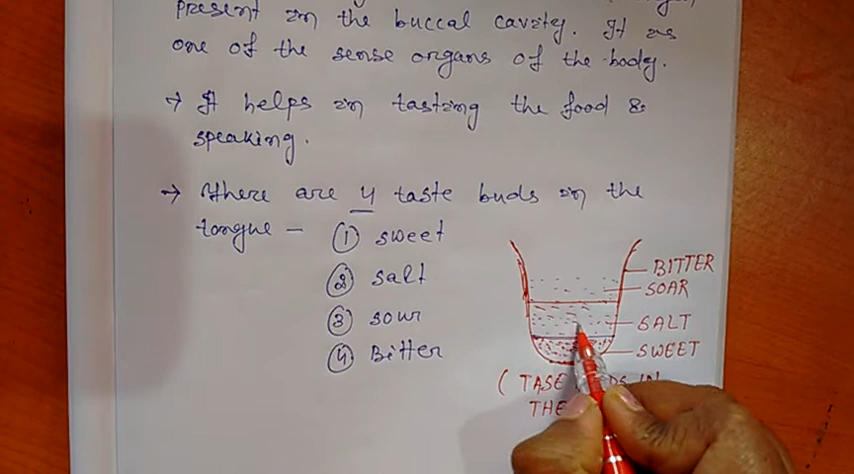 present in the buccal cavity. It is
one of the sense organs of the body.
→ It helps in tasting the food &
speaking.
→ There are 4 taste buds in the
tongue — ① sweet
② salt
③ sour
④ Bitter
BITTER
SOAR
SALT
SWEET
( TASE IN
THE